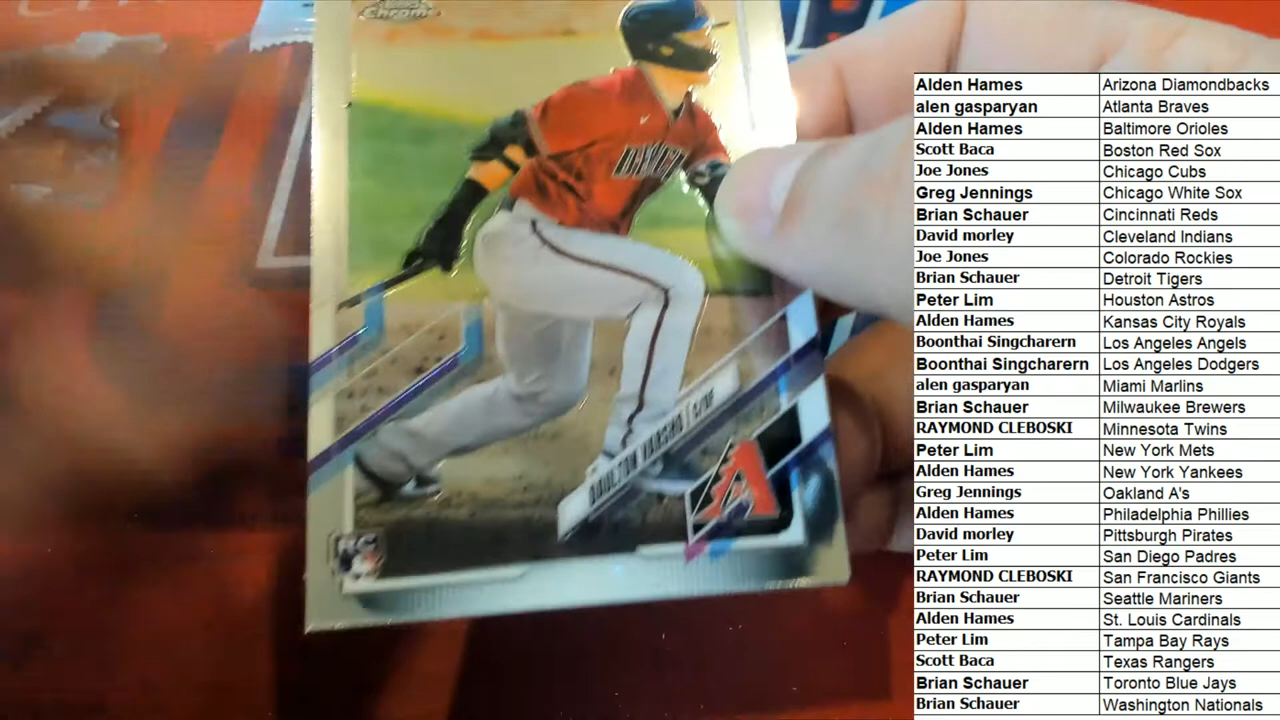 Topps
Chrome
DAULTON VARSHO | C/OF
A
Alden Hames Arizona Diamondbacks
alen gasparyan Atlanta Braves
Alden Hames Baltimore Orioles
Scott Baca Boston Red Sox
Joe Jones Chicago Cubs
Greg Jennings Chicago White Sox
Brian Schauer Cincinnati Reds
David morley Cleveland Indians
Joe Jones Colorado Rockies
Brian Schauer Detroit Tigers
Peter Lim Houston Astros
Alden Hames Kansas City Royals
Boonthai Singcharern Los Angeles Angels
Boonthai Singcharern Los Angeles Dodgers
alen gasparyan Miami Marlins
Brian Schauer Milwaukee Brewers
RAYMOND CLEBOSKI Minnesota Twins
Peter Lim New York Mets
Alden Hames New York Yankees
Greg Jennings Oakland A's
Alden Hames Philadelphia Phillies
David morley Pittsburgh Pirates
Peter Lim San Diego Padres
RAYMOND CLEBOSKI San Francisco Giants
Brian Schauer Seattle Mariners
Alden Hames St. Louis Cardinals
Peter Lim Tampa Bay Rays
Scott Baca Texas Rangers
Brian Schauer Toronto Blue Jays
Brian Schauer Washington Nationals